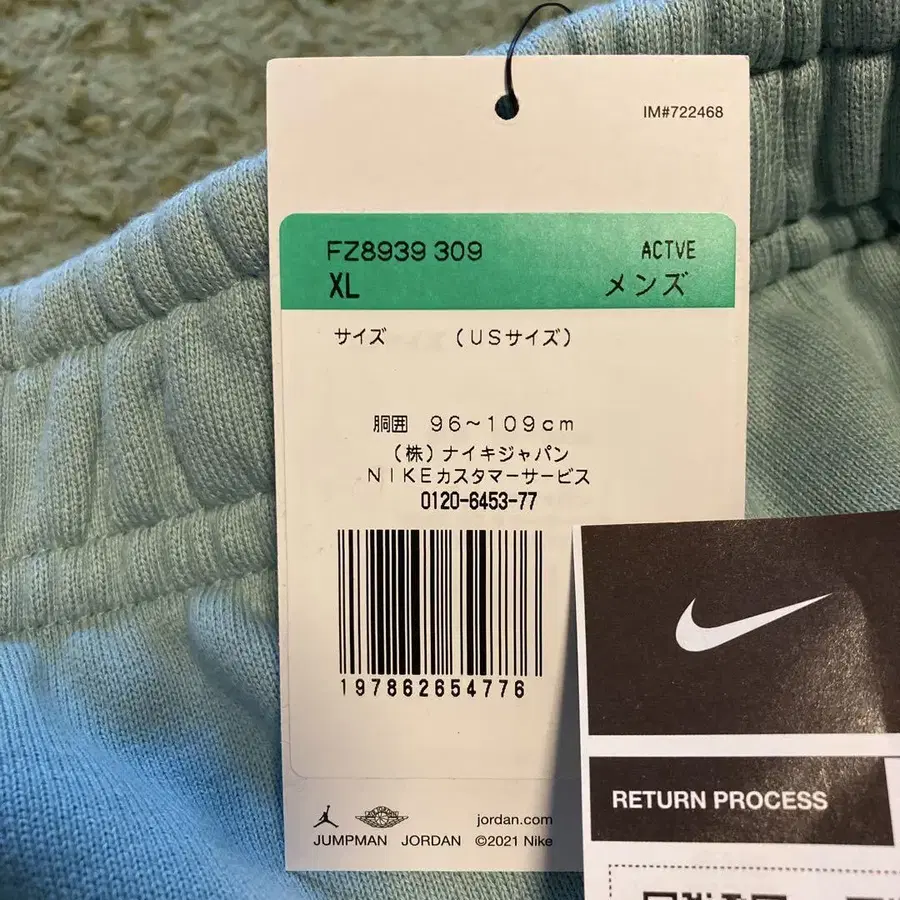 IM#722468
FZ8939 309 ACTVE
XL メンズ
サイズ （USサイズ）
胴囲 96~109cm
（株）ナイキジャパン
NIKEカスタマーサービス
0120-6453-77
197862654776
jordan.com
JUMPMAN JORDAN ©2021 Nike
RETURN PROCESS